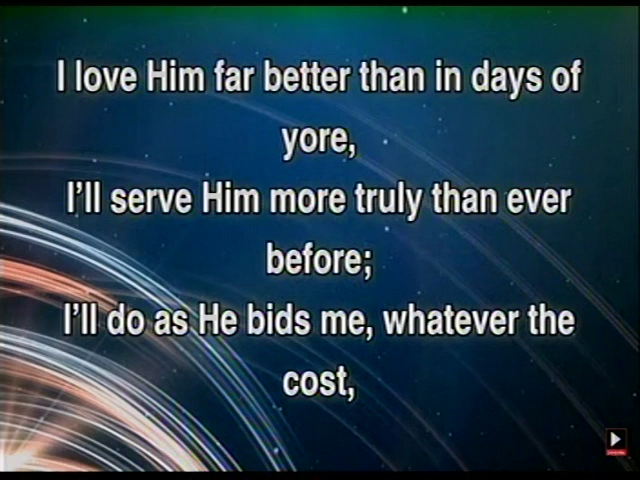 I love Him far better than in days of
yore,
I'll serve Him more truly than ever
before;
I'll do as He bids me, whatever the
cost,